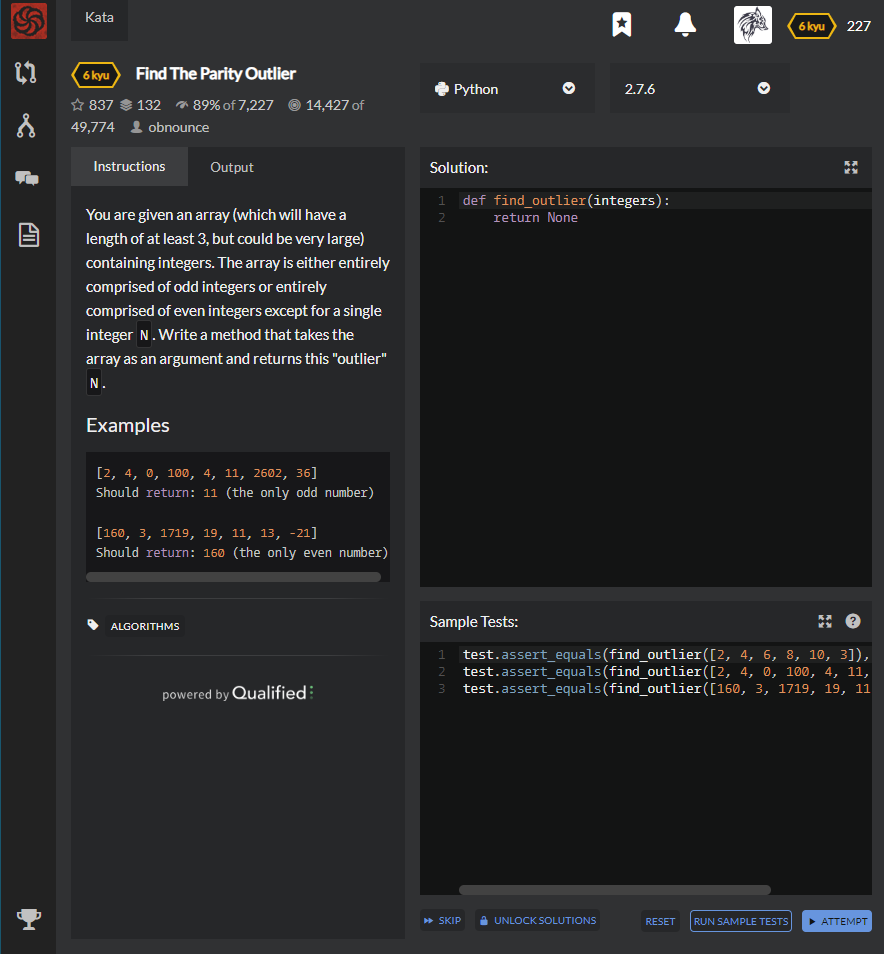 Kata
6 kyu 227
6 kyu Find The Parity Outlier
837 132 89% of 7,227 14,427 of
49,774 obnounce
Python
2.7.6
Instructions Output
You are given an array (which will have a
length of at least 3, but could be very large)
containing integers. The array is either entirely
comprised of odd integers or entirely
comprised of even integers except for a single
integer N. Write a method that takes the
array as an argument and returns this "outlier"
N.
Examples
[2, 4, 0, 100, 4, 11, 2602, 36]
Should return: 11 (the only odd number)
[160, 3, 1719, 19, 11, 13, -21]
Should return: 160 (the only even number)
ALGORITHMS
powered by Qualified
Solution:
1 def find_outlier(integers):
2 return None
Sample Tests:
1 test.assert_equals(find_outlier([2, 4, 6, 8, 10, 3]),
2 test.assert_equals(find_outlier([2, 4, 0, 100, 4, 11,
3 test.assert_equals(find_outlier([160, 3, 1719, 19, 11
SKIP UNLOCK SOLUTIONS RESET RUN SAMPLE TESTS ATTEMPT